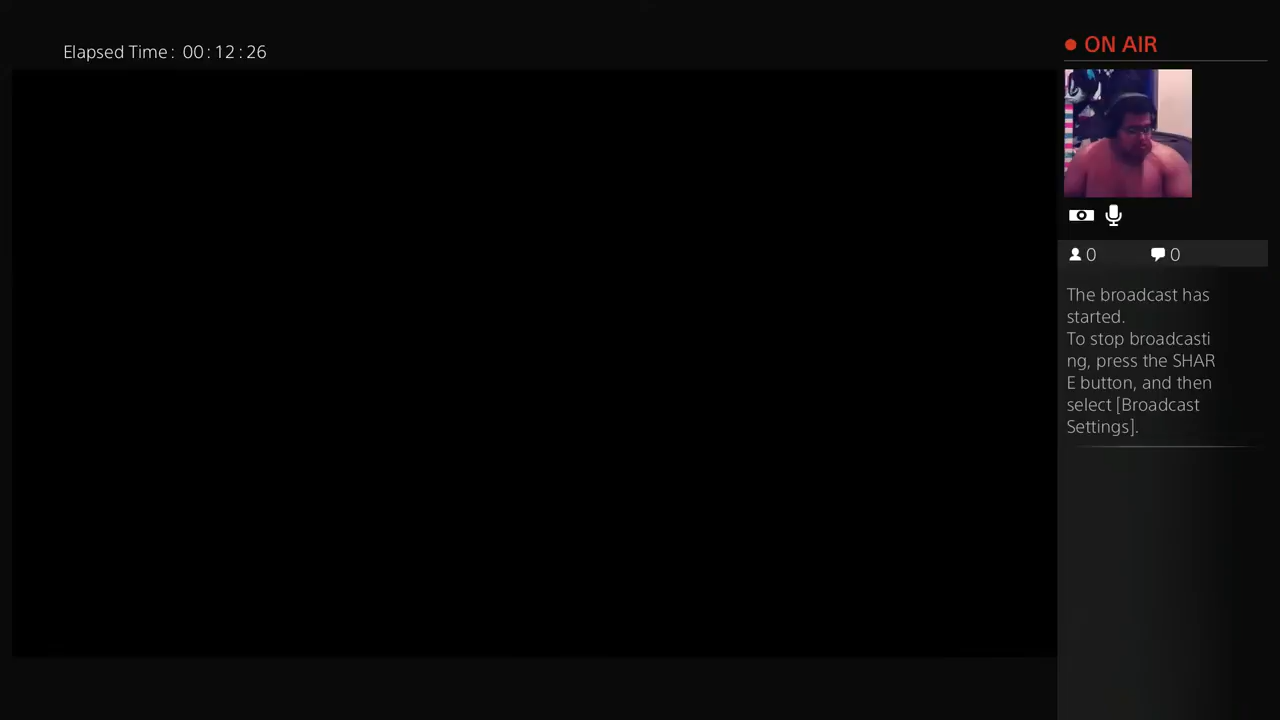 Elapsed Time: 00:12:26
ON AIR
0 0
The broadcast has
started.
To stop broadcasti
ng, press the SHAR
E button, and then
select [Broadcast
Settings].